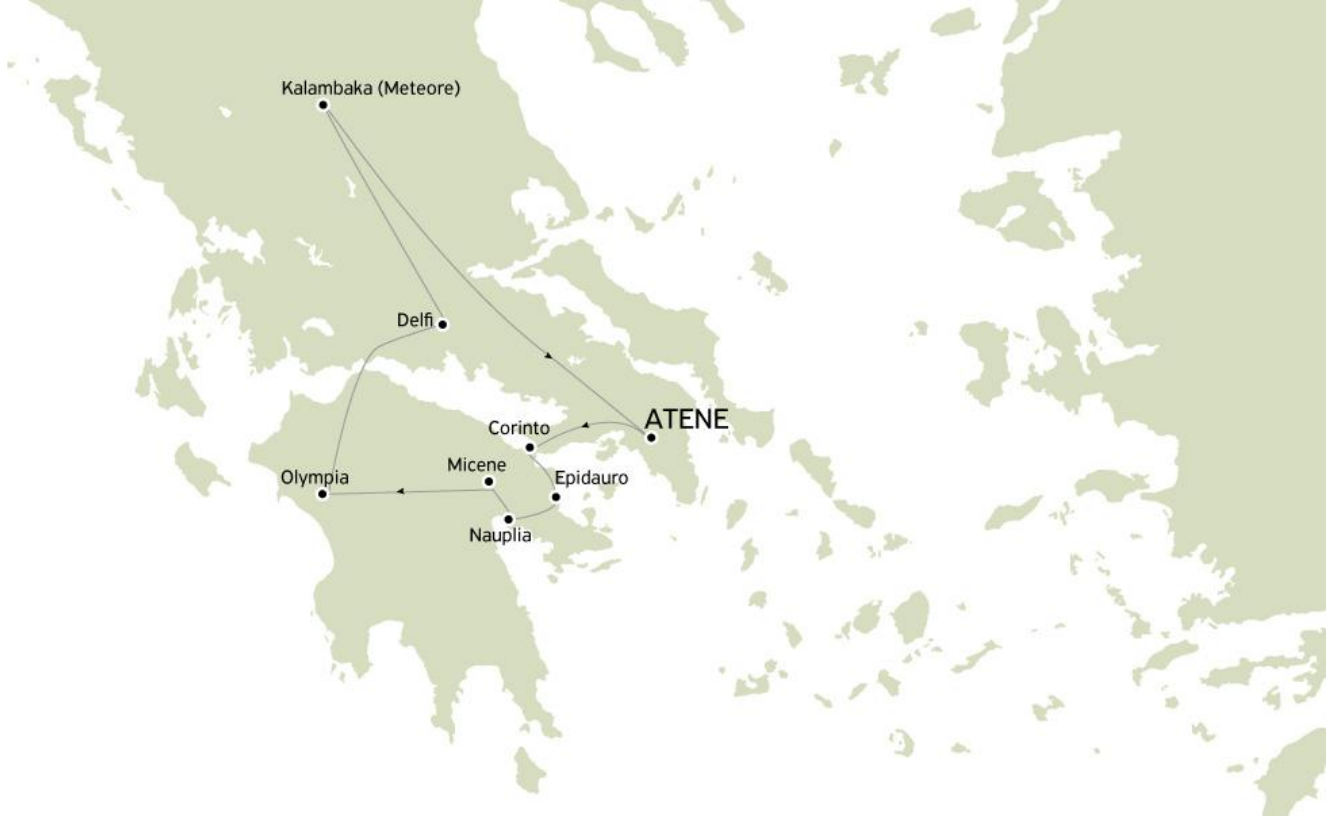 Kalambaka (Meteore)
Delfi
ATENE
Corinto
Micene
Epidauro
Olympia
Nauplia